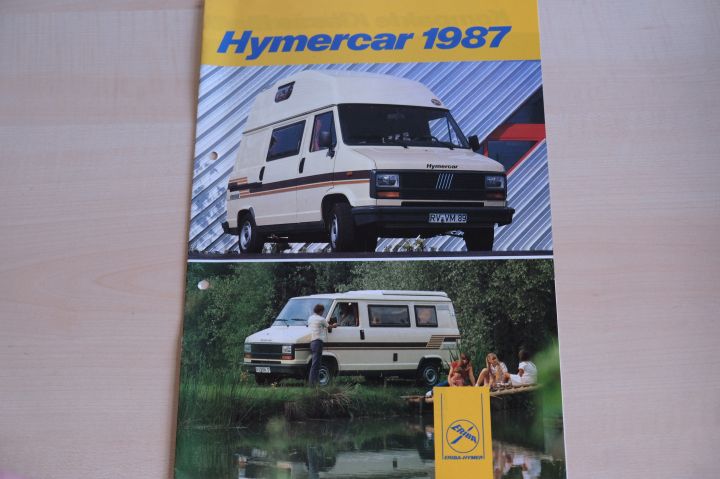 Hymercar 1987
Hymercar
RV-VM 89
ERIBA
ERIBA-HYMER